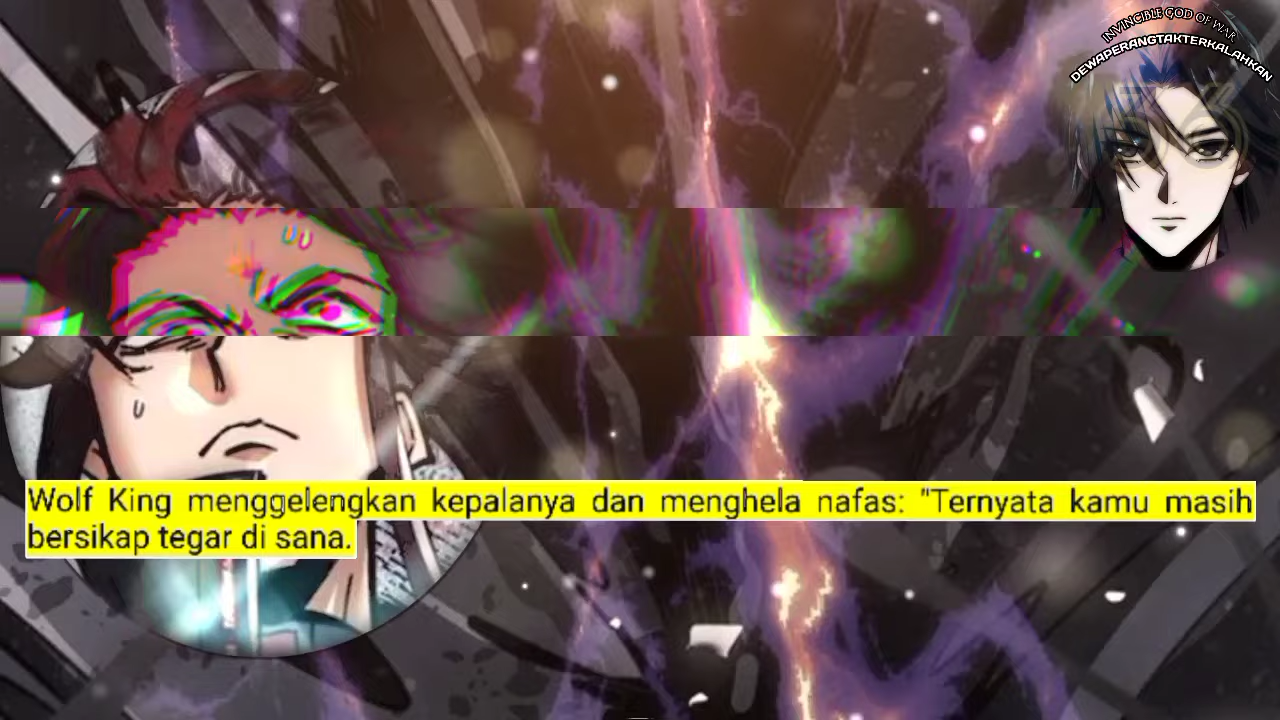 INVINCIBLE GOD OF WAR
DEWAPERANGTAKTERKALAHKAN
Wolf King menggelengkan kepalanya dan menghela nafas: "Ternyata kamu masih
bersikap tegar di sana.